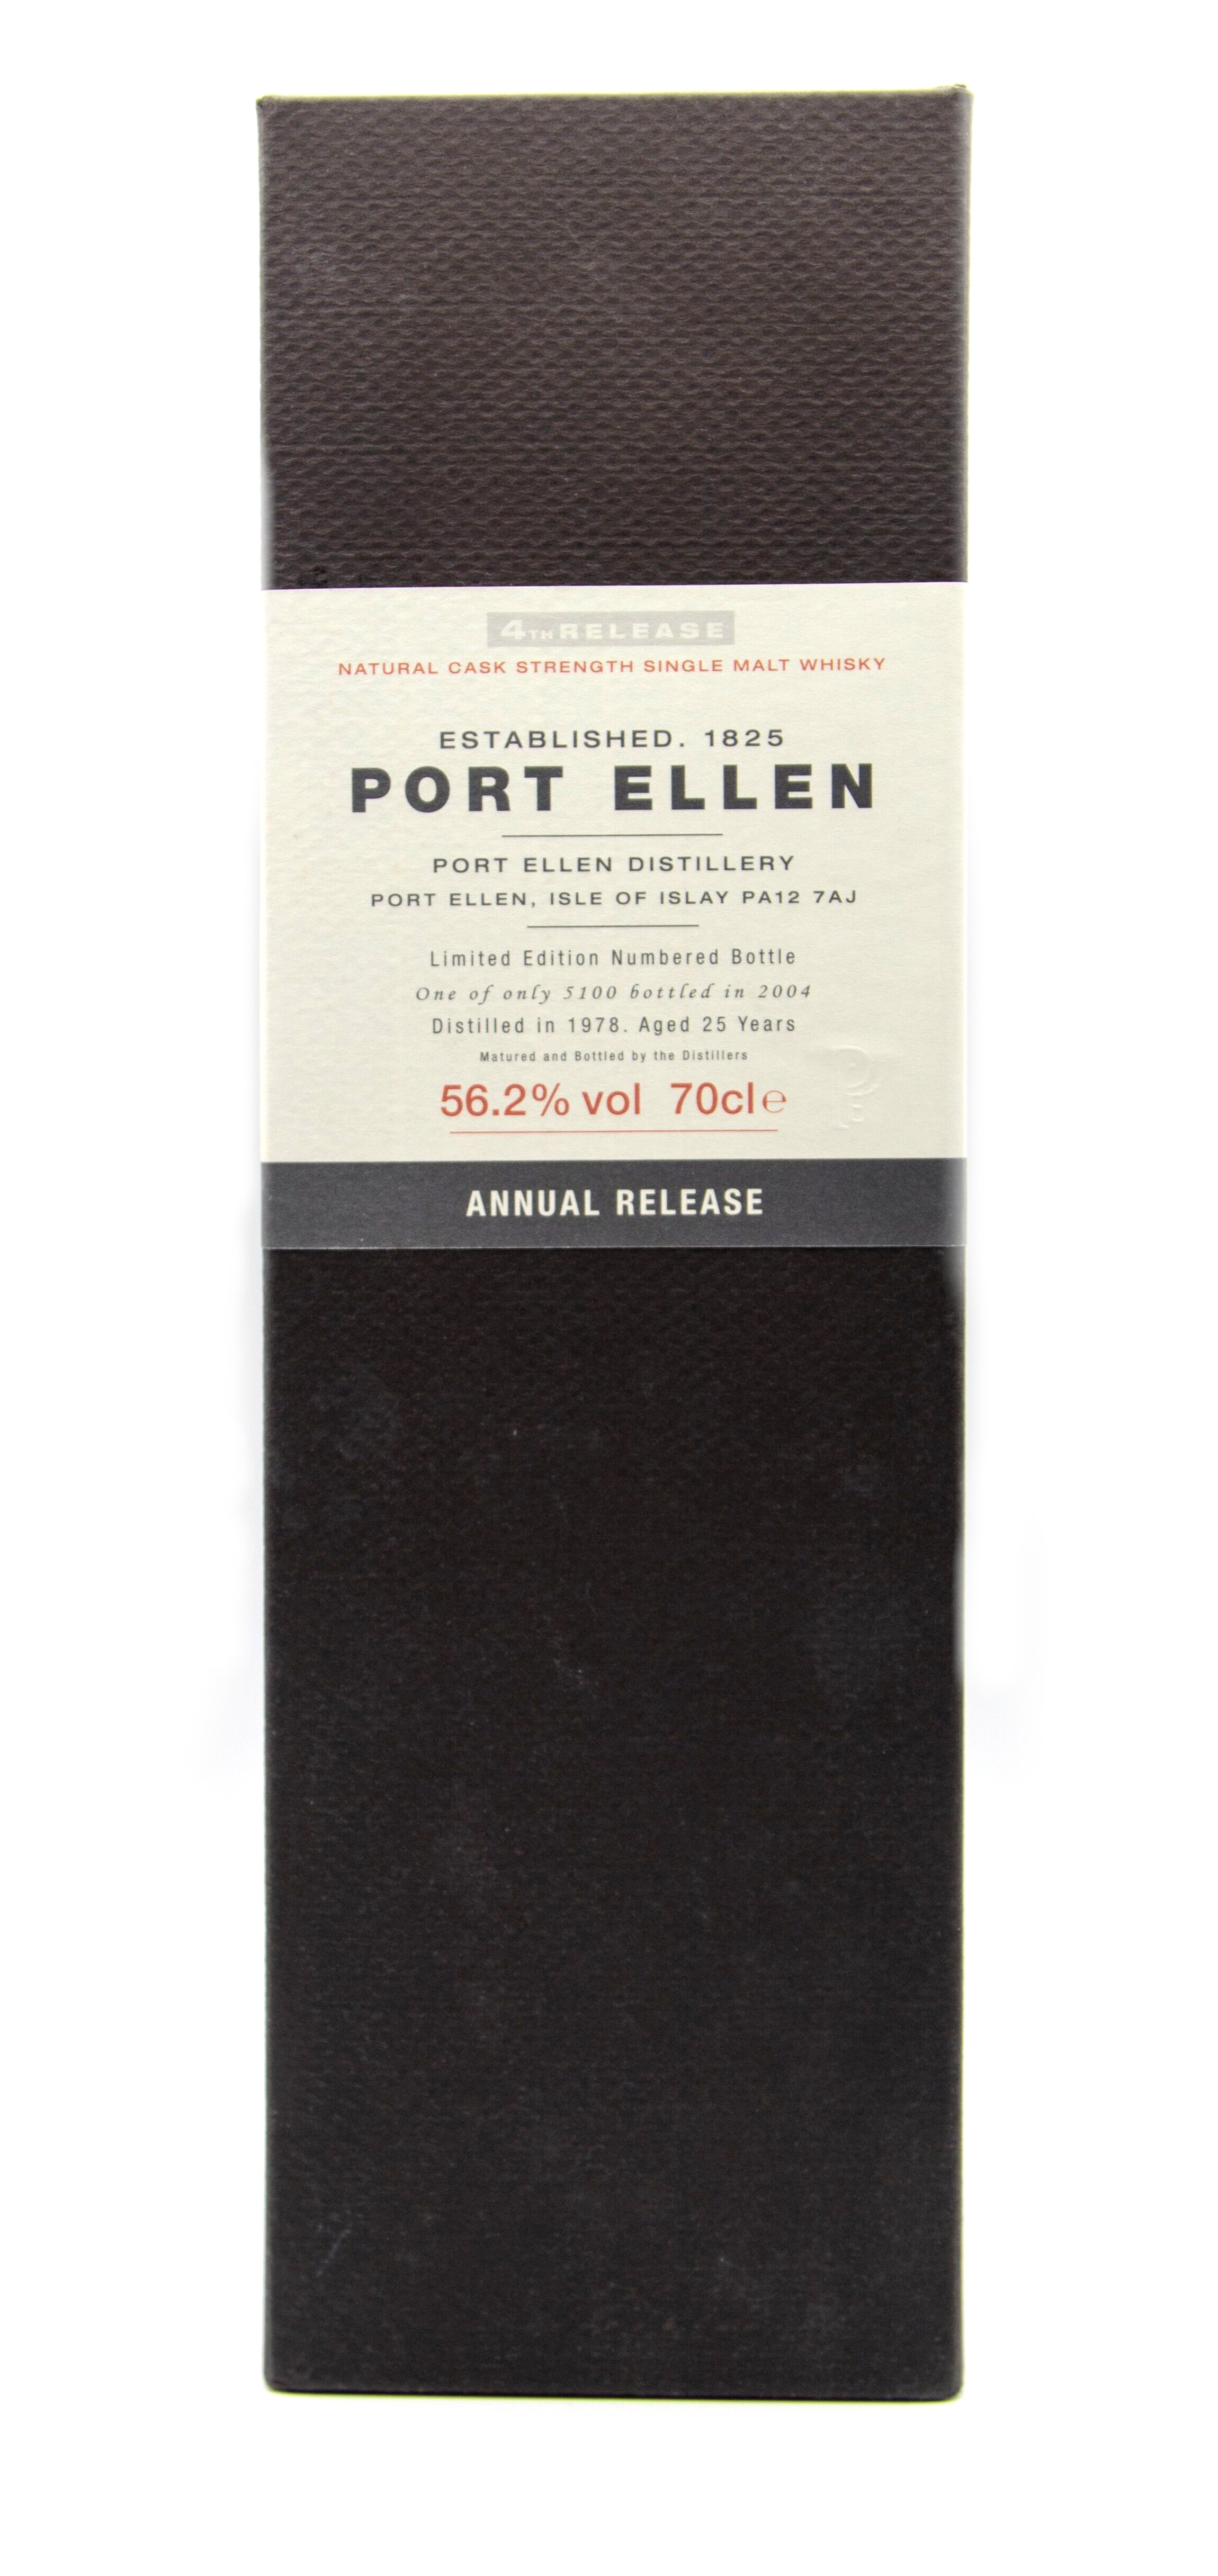 4TH RELEASE
NATURAL CASK STRENGTH SINGLE MALT WHISKY
ESTABLISHED. 1825
PORT ELLEN
PORT ELLEN DISTILLERY
PORT ELLEN, ISLE OF ISLAY PA12 7AJ
Limited Edition Numbered Bottle
One of only 5100 bottled in 2004
Distilled in 1978. Aged 25 Years
Matured and Bottled by the Distillers
56.2% vol 70cl ℮
ANNUAL RELEASE